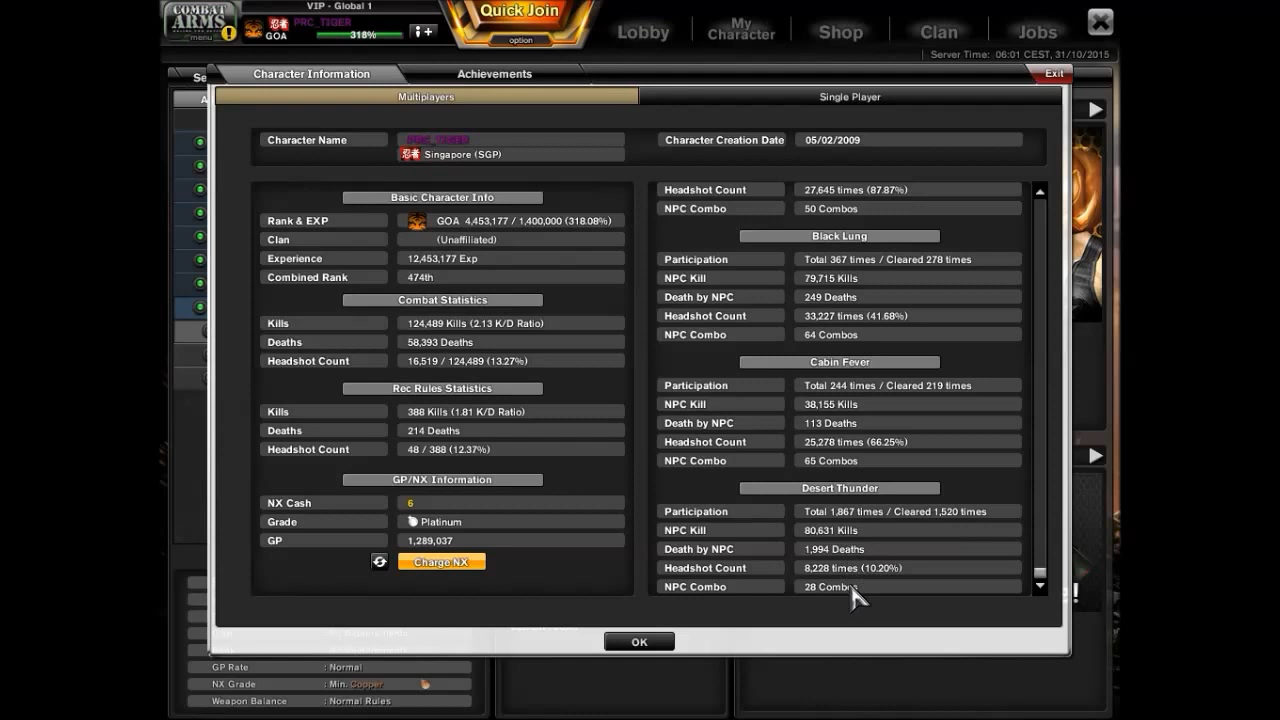 COMBAT ARMS
menu
VIP - Global 1
忍者 PRC_TIGER
GOA 318%
Quick Join
option
Lobby
My Character
Shop
Clan
Jobs
Server Time: 06:01 CEST, 31/10/2015
Character Information
Achievements
Exit
Multiplayers
Single Player
Character Name
PRC_TIGER
忍者 Singapore (SGP)
Character Creation Date 05/02/2009
Basic Character Info
Rank & EXP GOA 4,453,177 / 1,400,000 (318.08%)
Clan (Unaffiliated)
Experience 12,453,177 Exp
Combined Rank 474th
Combat Statistics
Kills 124,489 Kills (2.13 K/D Ratio)
Deaths 58,393 Deaths
Headshot Count 16,519 / 124,489 (13.27%)
Rec Rules Statistics
Kills 388 Kills (1.81 K/D Ratio)
Deaths 214 Deaths
Headshot Count 48 / 388 (12.37%)
GP/NX Information
NX Cash 6
Grade Platinum
GP 1,289,037
Charge NX
Headshot Count 27,645 times (87.87%)
NPC Combo 50 Combos
Black Lung
Participation Total 367 times / Cleared 278 times
NPC Kill 79,715 Kills
Death by NPC 249 Deaths
Headshot Count 33,227 times (41.68%)
NPC Combo 64 Combos
Cabin Fever
Participation Total 244 times / Cleared 219 times
NPC Kill 38,155 Kills
Death by NPC 113 Deaths
Headshot Count 25,278 times (66.25%)
NPC Combo 65 Combos
Desert Thunder
Participation Total 1,867 times / Cleared 1,520 times
NPC Kill 80,631 Kills
Death by NPC 1,994 Deaths
Headshot Count 8,228 times (10.20%)
NPC Combo 28 Combos
OK
GP Rate : Normal
NX Grade : Min. Copper
Weapon Balance : Normal Rules